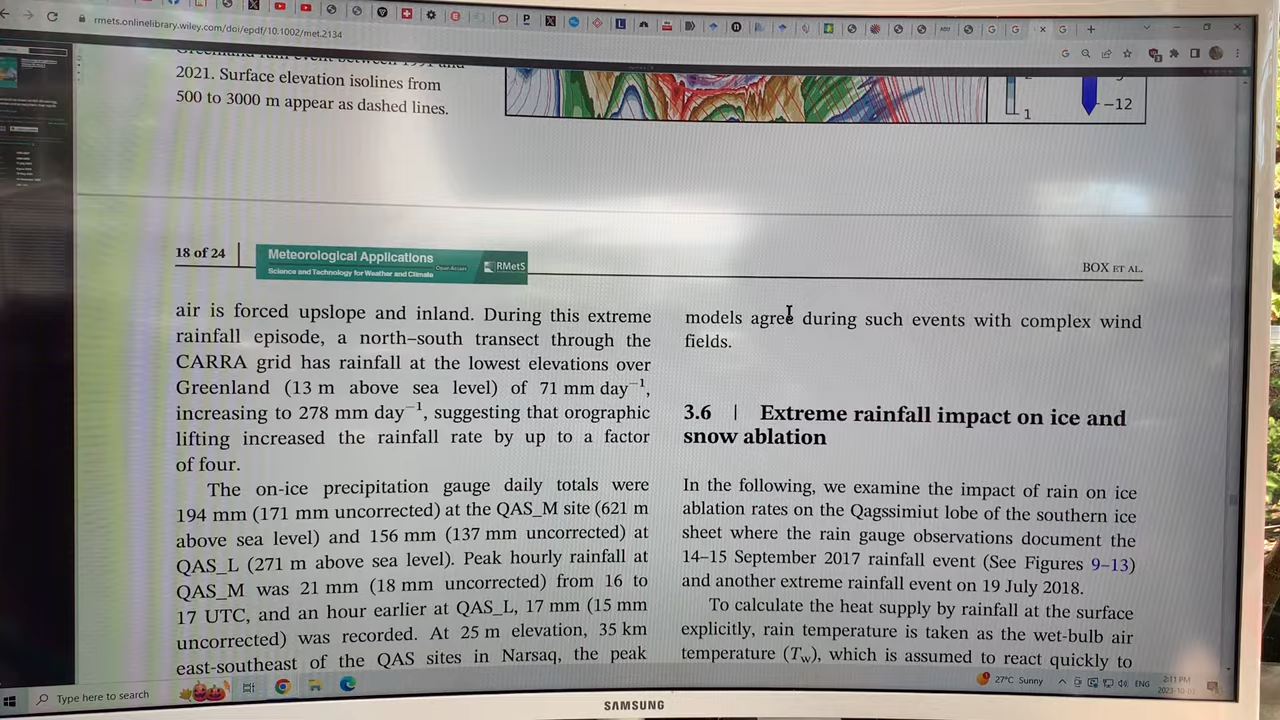 rmets.onlinelibrary.wiley.com/doi/epdf/10.1002/met.2134
2021. Surface elevation isolines from
500 to 3000 m appear as dashed lines.
1
−12
18 of 24
Meteorological Applications
Science and Technology for Weather and Climate
Open Access
RMetS
BOX ET AL.
air is forced upslope and inland. During this extreme
rainfall episode, a north–south transect through the
CARRA grid has rainfall at the lowest elevations over
Greenland (13 m above sea level) of 71 mm day−1,
increasing to 278 mm day−1, suggesting that orographic
lifting increased the rainfall rate by up to a factor
of four.
The on-ice precipitation gauge daily totals were
194 mm (171 mm uncorrected) at the QAS_M site (621 m
above sea level) and 156 mm (137 mm uncorrected) at
QAS_L (271 m above sea level). Peak hourly rainfall at
QAS_M was 21 mm (18 mm uncorrected) from 16 to
17 UTC, and an hour earlier at QAS_L, 17 mm (15 mm
uncorrected) was recorded. At 25 m elevation, 35 km
east-southeast of the QAS sites in Narsaq, the peak
models agree during such events with complex wind
fields.
3.6 | Extreme rainfall impact on ice and
snow ablation
In the following, we examine the impact of rain on ice
ablation rates on the Qagssimiut lobe of the southern ice
sheet where the rain gauge observations document the
14–15 September 2017 rainfall event (See Figures 9–13)
and another extreme rainfall event on 19 July 2018.
To calculate the heat supply by rainfall at the surface
explicitly, rain temperature is taken as the wet-bulb air
temperature (Tw), which is assumed to react quickly to
Type here to search
27°C Sunny
ENG
2:11 PM
SAMSUNG